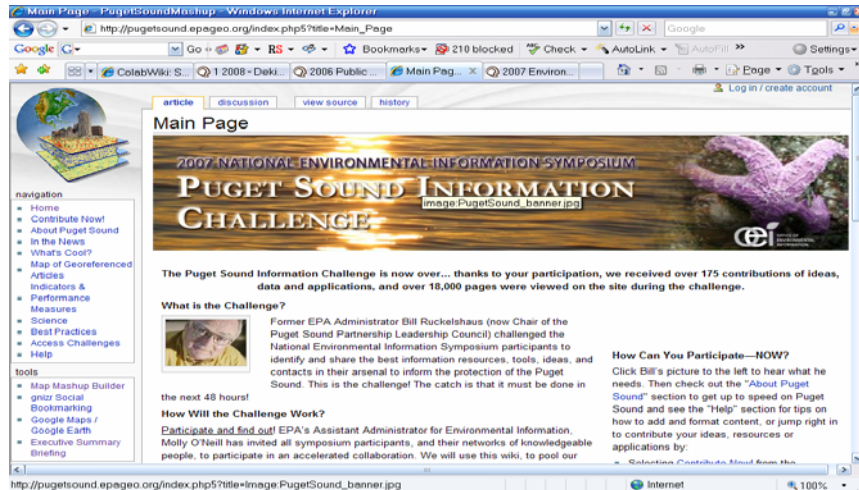 Main Page - PugetSoundMashup - Windows Internet Explorer
http://pugetsound.epageo.org/index.php5?title=Main_Page
Google
Google
Go
RS
Bookmarks
210 blocked
Check
AutoLink
AutoFill
Settings
ColabWiki: S...
1 2008 - Deki...
2006 Public ...
Main Pag...
2007 Environ...
Page
Tools
Log in / create account
article
discussion
view source
history
Main Page
2007 NATIONAL ENVIRONMENTAL INFORMATION SYMPOSIUM
PUGET SOUND INFORMATION
CHALLENGE
image:PugetSound_banner.jpg
OEI
navigation
Home
Contribute Now!
About Puget Sound
In the News
What's Cool?
Map of Georeferenced
Articles
Indicators &
Performance
Measures
Science
Best Practices
Access Challenges
Help
tools
Map Mashup Builder
gnizr Social
Bookmarking
Google Maps /
Google Earth
Executive Summary
Briefing
The Puget Sound Information Challenge is now over... thanks to your participation, we received over 175 contributions of ideas,
data and applications, and over 18,000 pages were viewed on the site during the challenge.
What is the Challenge?
Former EPA Administrator Bill Ruckelshaus (now Chair of the
Puget Sound Partnership Leadership Council) challenged the
National Environmental Information Symposium participants to
identify and share the best information resources, tools, ideas, and
contacts in their arsenal to inform the protection of the Puget
Sound. This is the challenge! The catch is that it must be done in
the next 48 hours!
How Will the Challenge Work?
Participate and find out! EPA's Assistant Administrator for Environmental Information,
Molly O'Neill has invited all symposium participants, and their networks of knowledgeable
people, to participate in an accelerated collaboration. We will use this wiki, to pool our
How Can You Participate—NOW?
Click Bill's picture to the left to hear what he
needs. Then check out the "About Puget
Sound" section to get up to speed on Puget
Sound and see the "Help" section for tips on
how to add and format content, or jump right in
to contribute your ideas, resources or
applications by:
Selecting Contribute Now! from the
http://pugetsound.epageo.org/index.php5?title=Image:PugetSound_banner.jpg
Internet
100%